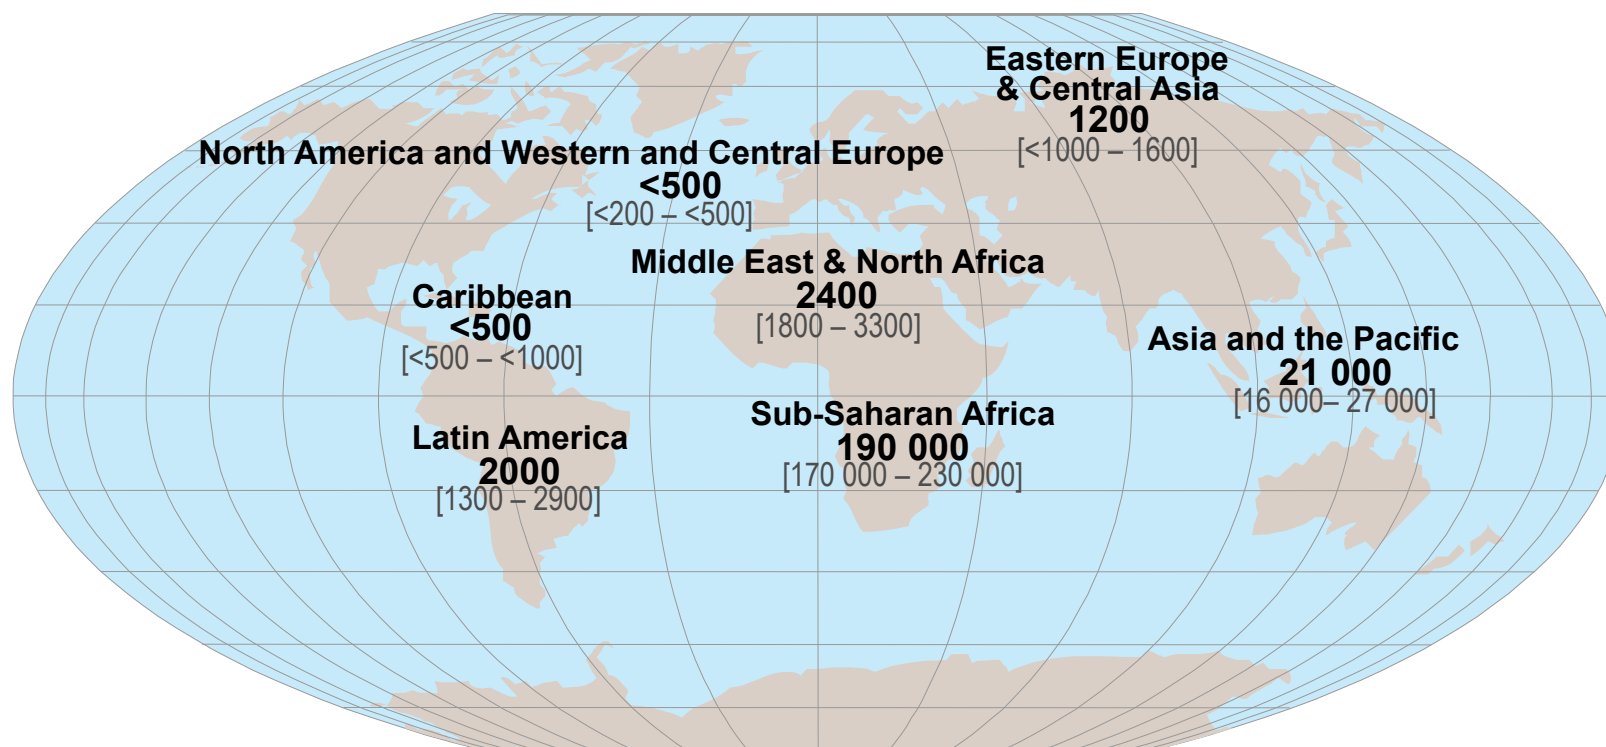 Eastern Europe
& Central Asia
1200
[<1000 – 1600]
North America and Western and Central Europe
<500
[<200 – <500]
Middle East & North Africa
2400
[1800 – 3300]
Caribbean
<500
[<500 – <1000]
Asia and the Pacific
21 000
[16 000– 27 000]
Sub-Saharan Africa
190 000
[170 000 – 230 000]
Latin America
2000
[1300 – 2900]